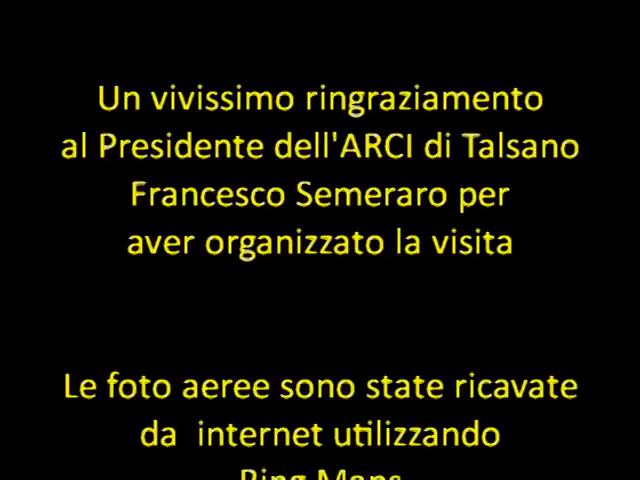 Un vivissimo ringraziamento
al Presidente dell'ARCI di Talsano
Francesco Semeraro per
aver organizzato la visita
Le foto aeree sono state ricavate
da internet utilizzando